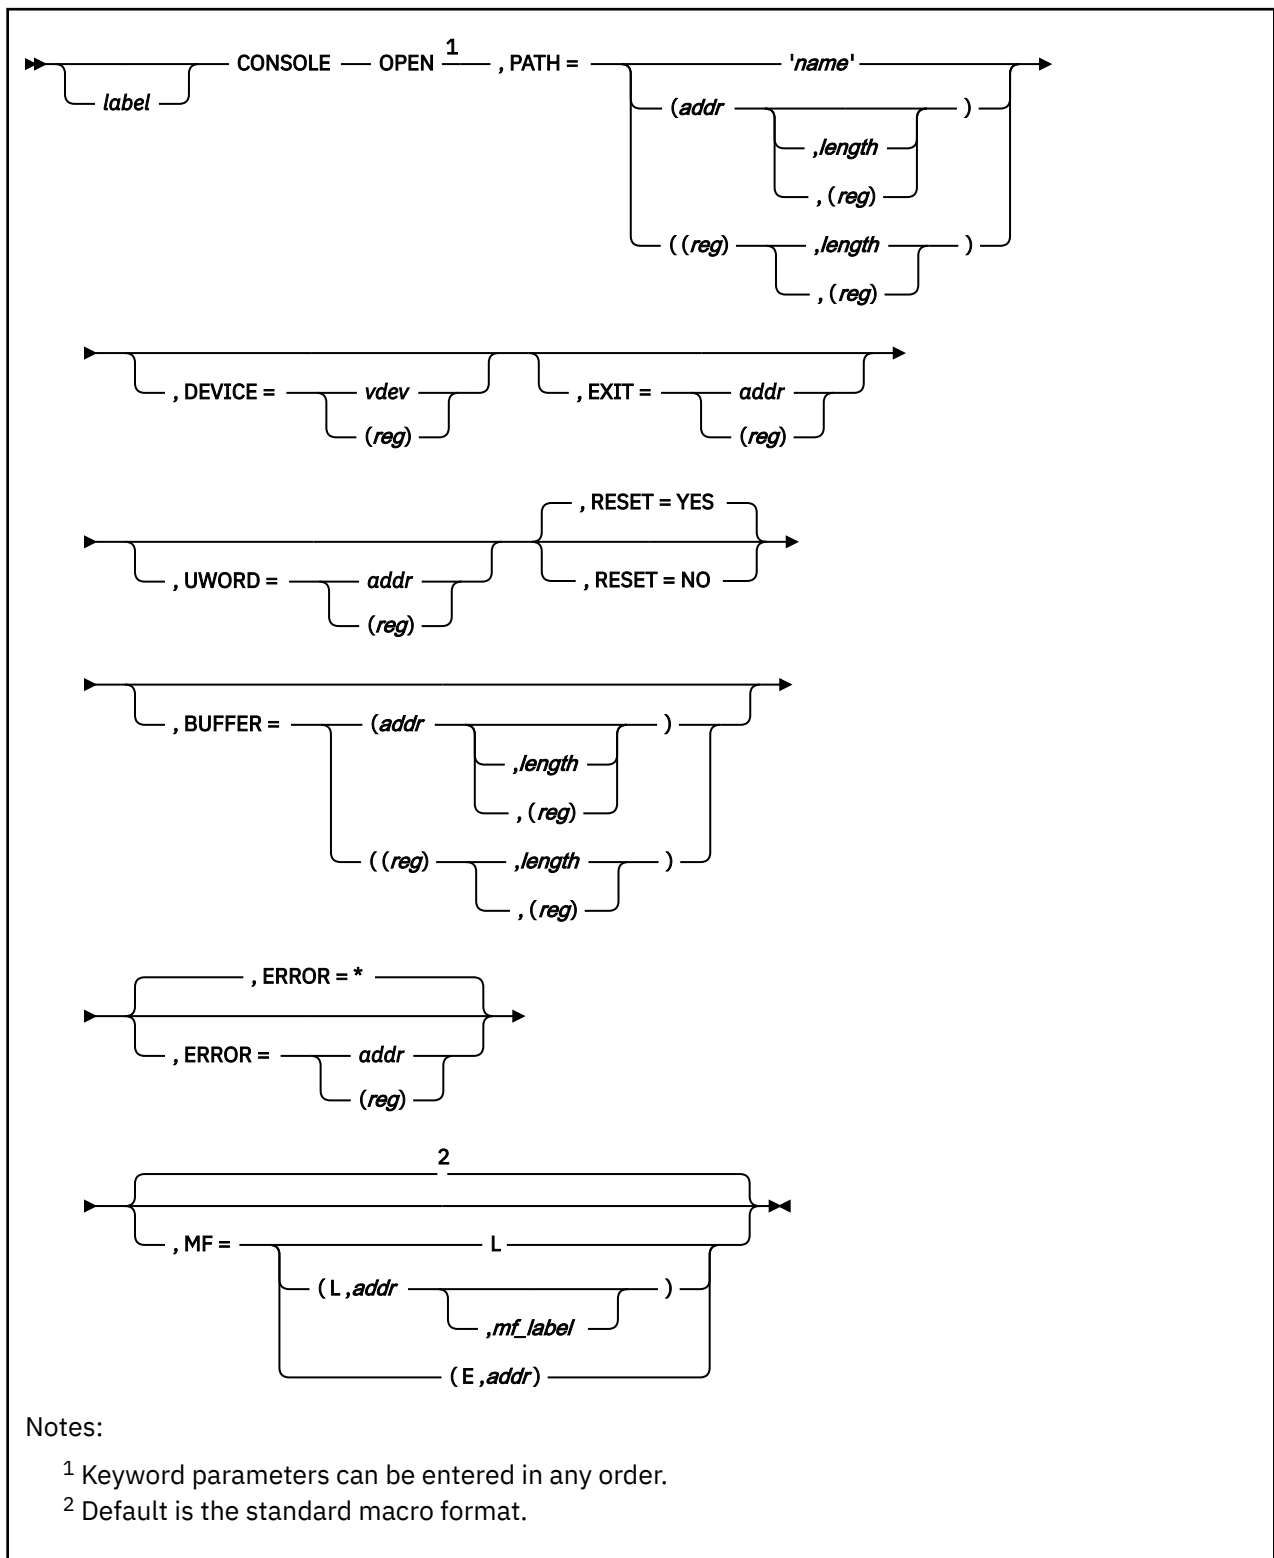 1
CONSOLE OPEN , PATH = 'name'
label
(addr )
,length
, (reg)
( (reg) ,length )
, (reg)
, DEVICE = vdev , EXIT = addr
(reg) (reg)
, RESET = YES
, UWORD = addr , RESET = NO
(reg)
, BUFFER = (addr )
,length
, (reg)
( (reg) ,length )
, (reg)
, ERROR = *
, ERROR = addr
(reg)
2
, MF = L
( L ,addr )
,mf_label
( E ,addr)
Notes:
1 Keyword parameters can be entered in any order.
2 Default is the standard macro format.